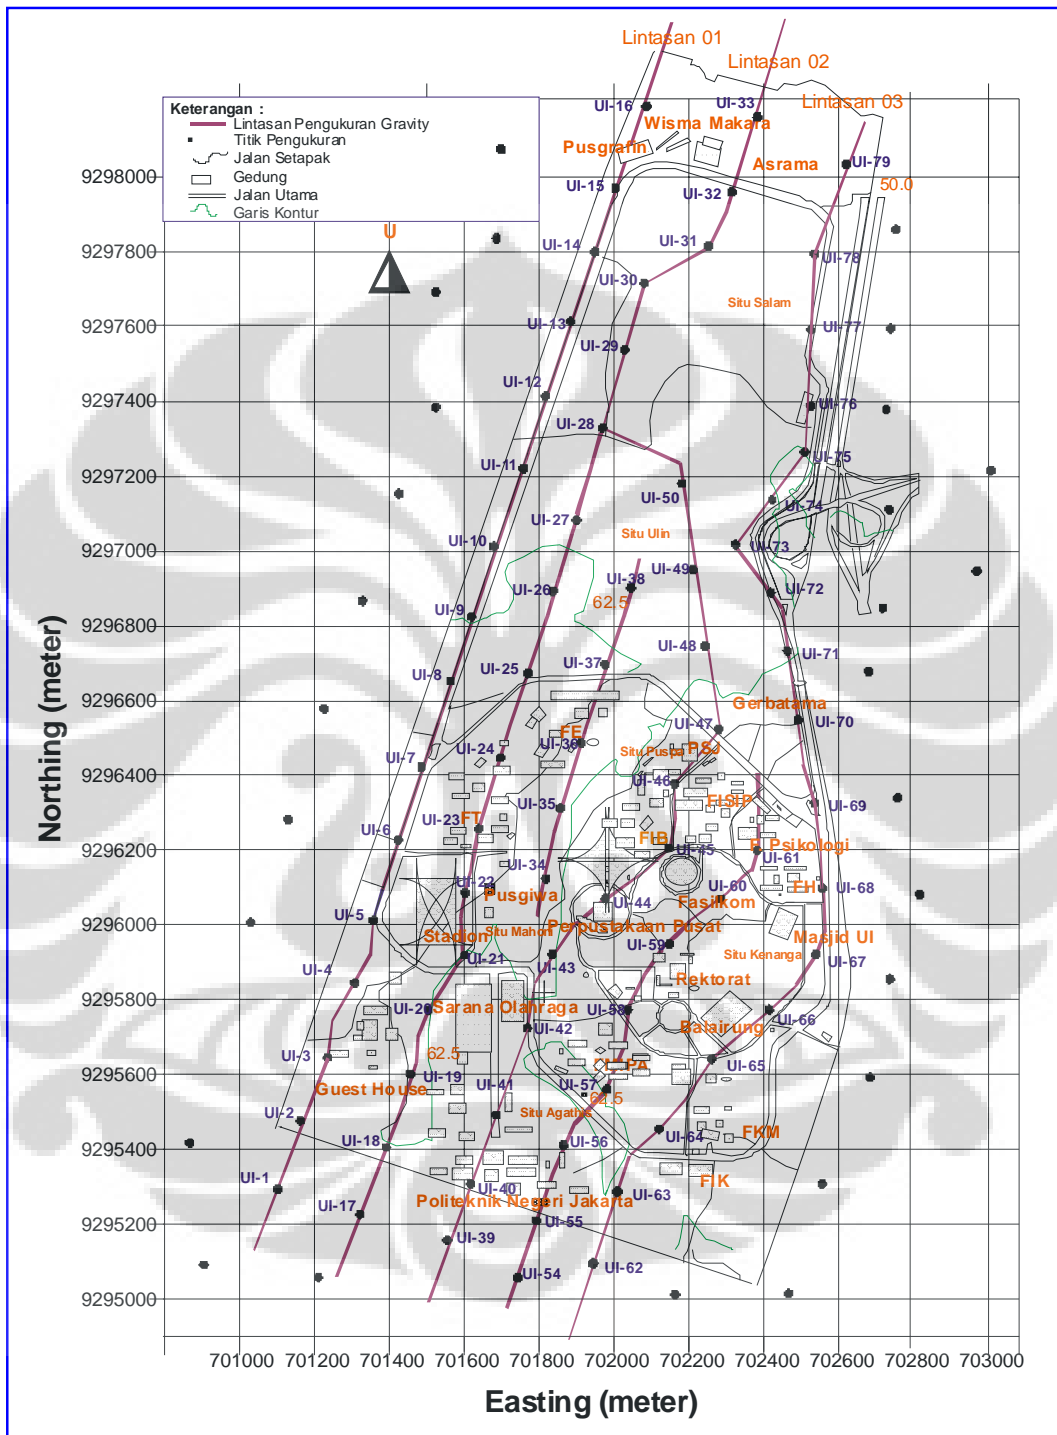 Lintasan 01
Lintasan 02
Lintasan 03
Keterangan :
Lintasan Pengukuran Gravity
Titik Pengukuran
Jalan Setapak
Gedung
Jalan Utama
Garis Kontur
U
UI-16
UI-33
Wisma Makara
Pusgrafin
Asrama
UI-79
50.0
UI-15
UI-32
UI-14
UI-31
UI-78
UI-30
Situ Salam
UI-13
UI-77
UI-29
UI-12
UI-76
UI-28
UI-11
UI-75
UI-50
UI-74
UI-27
Situ Ulin
UI-10
UI-73
UI-49
UI-38
UI-26
62.5
UI-72
UI-9
UI-48
UI-71
UI-37
UI-25
UI-8
Gerbatama
UI-70
UI-47
FE
UI-36
UI-24
Situ Puspa
PSJ
UI-7
UI-46
FISIP
UI-35
UI-69
UI-23
FT
UI-6
FIB
UI-45
F. Psikologi
UI-61
UI-34
UI-22
Pusgiwa
UI-60
FH
UI-68
UI-44
Fasilkom
UI-5
Perpustakaan Pusat
Situ Mahoni
Stadion
Masjid UI
UI-59
Situ Kenanga
UI-21
UI-67
UI-43
UI-4
Rektorat
UI-20
Sarana Olahraga
UI-58
UI-66
UI-42
Balairung
UI-3
62.5
FMIPA
UI-65
UI-19
UI-41
UI-57
Guest House
62.5
UI-2
Situ Agathis
UI-18
UI-56
UI-64
FKM
UI-1
UI-40
FIK
UI-63
Politeknik Negeri Jakarta
UI-17
UI-55
UI-39
UI-62
UI-54
9298000
9297800
9297600
9297400
9297200
9297000
9296800
9296600
9296400
9296200
9296000
9295800
9295600
9295400
9295200
9295000
Northing (meter)
701000 701200 701400 701600 701800 702000 702200 702400 702600 702800 703000
Easting (meter)